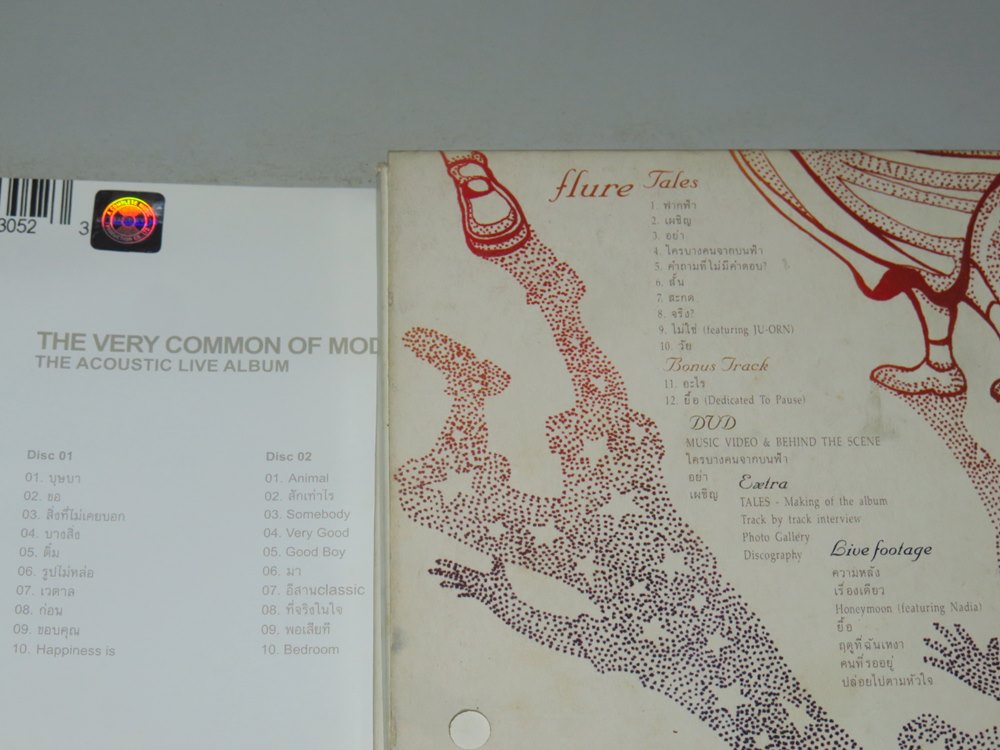 3052
3
THE VERY COMMON OF MOD
THE ACOUSTIC LIVE ALBUM
Disc 01
01. บุษบา
02. ขอ
03. สิ่งที่ไม่เคยบอก
04. บางสิ่ง
05. ติ๋ม
06. รูปไม่หล่อ
07. เวตาล
08. ก่อน
09. ขอบคุณ
10. Happiness is
Disc 02
01. Animal
02. สักเท่าไร
03. Somebody
04. Very Good
05. Good Boy
06. มา
07. อีสานclassic
08. ที่จริงในใจ
09. พอเสียที
10. Bedroom
flure Tales
1. ฟากฟ้า
2. เผชิญ
3. อย่า
4. ใครบางคนจากบนฟ้า
5. คำถามที่ไม่มีคำตอบ?
6. สั้น
7. สะกด
8. จริง?
9. ไม่ใช่ (featuring JU-ORN)
10. วัย
Bonus Track
11. อะไร
12. ยื้อ (Dedicated To Pause)
DVD
MUSIC VIDEO & BEHIND THE SCENE
ใครบางคนจากบนฟ้า
อย่า
เผชิญ
Extra
TALES - Making of the album
Track by track interview
Photo Gallery
Discography
Live footage
ความหลัง
เรื่องเดียว
Honeymoon (featuring Nadia)
ยื้อ
ฤดูที่ฉันเหงา
คนที่รออยู่
ปล่อยไปตามหัวใจ